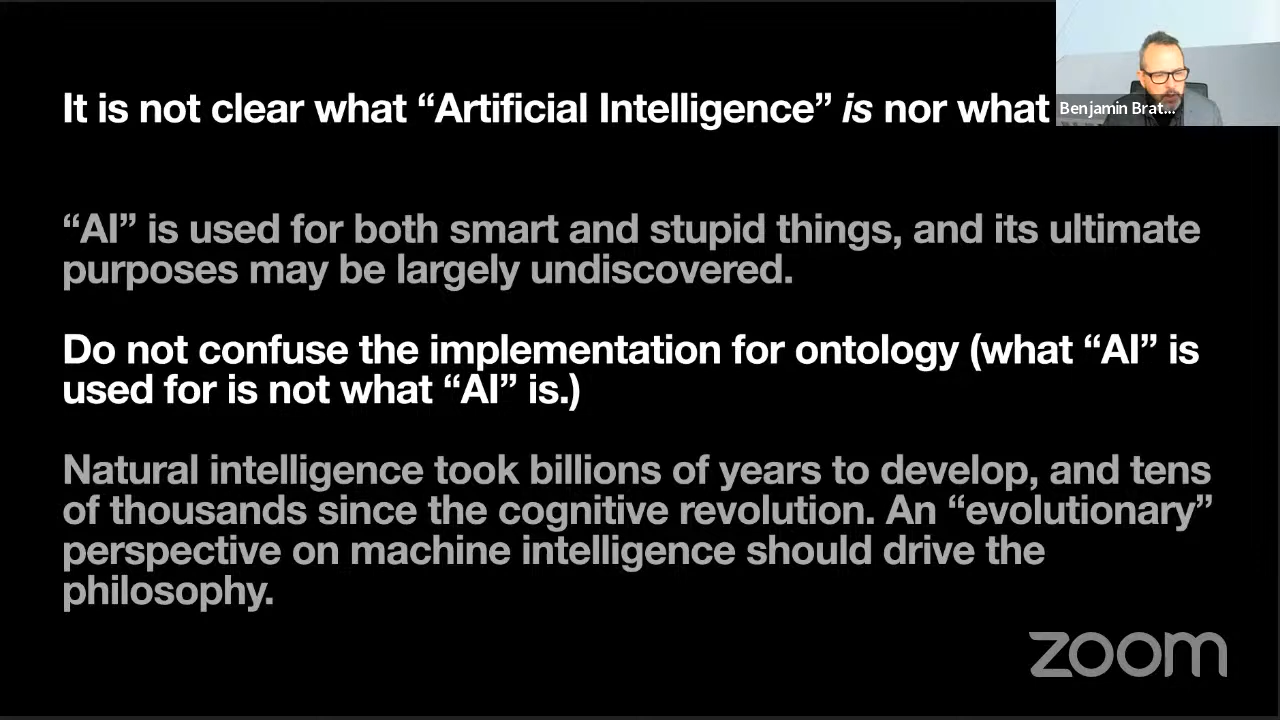 It is not clear what “Artificial Intelligence” is nor what
Benjamin Brat...
“AI” is used for both smart and stupid things, and its ultimate
purposes may be largely undiscovered.
Do not confuse the implementation for ontology (what “AI” is
used for is not what “AI” is.)
Natural intelligence took billions of years to develop, and tens
of thousands since the cognitive revolution. An “evolutionary”
perspective on machine intelligence should drive the
philosophy.
zoom